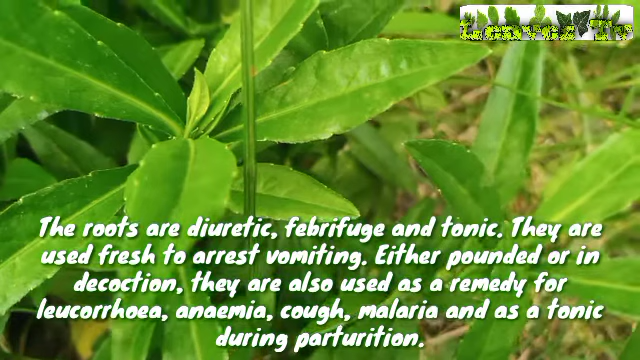 The roots are diuretic, febrifuge and tonic. They are
used fresh to arrest vomiting. Either pounded or in
decoction, they are also used as a remedy for
leucorrhoea, anaemia, cough, malaria and as a tonic
during parturition.